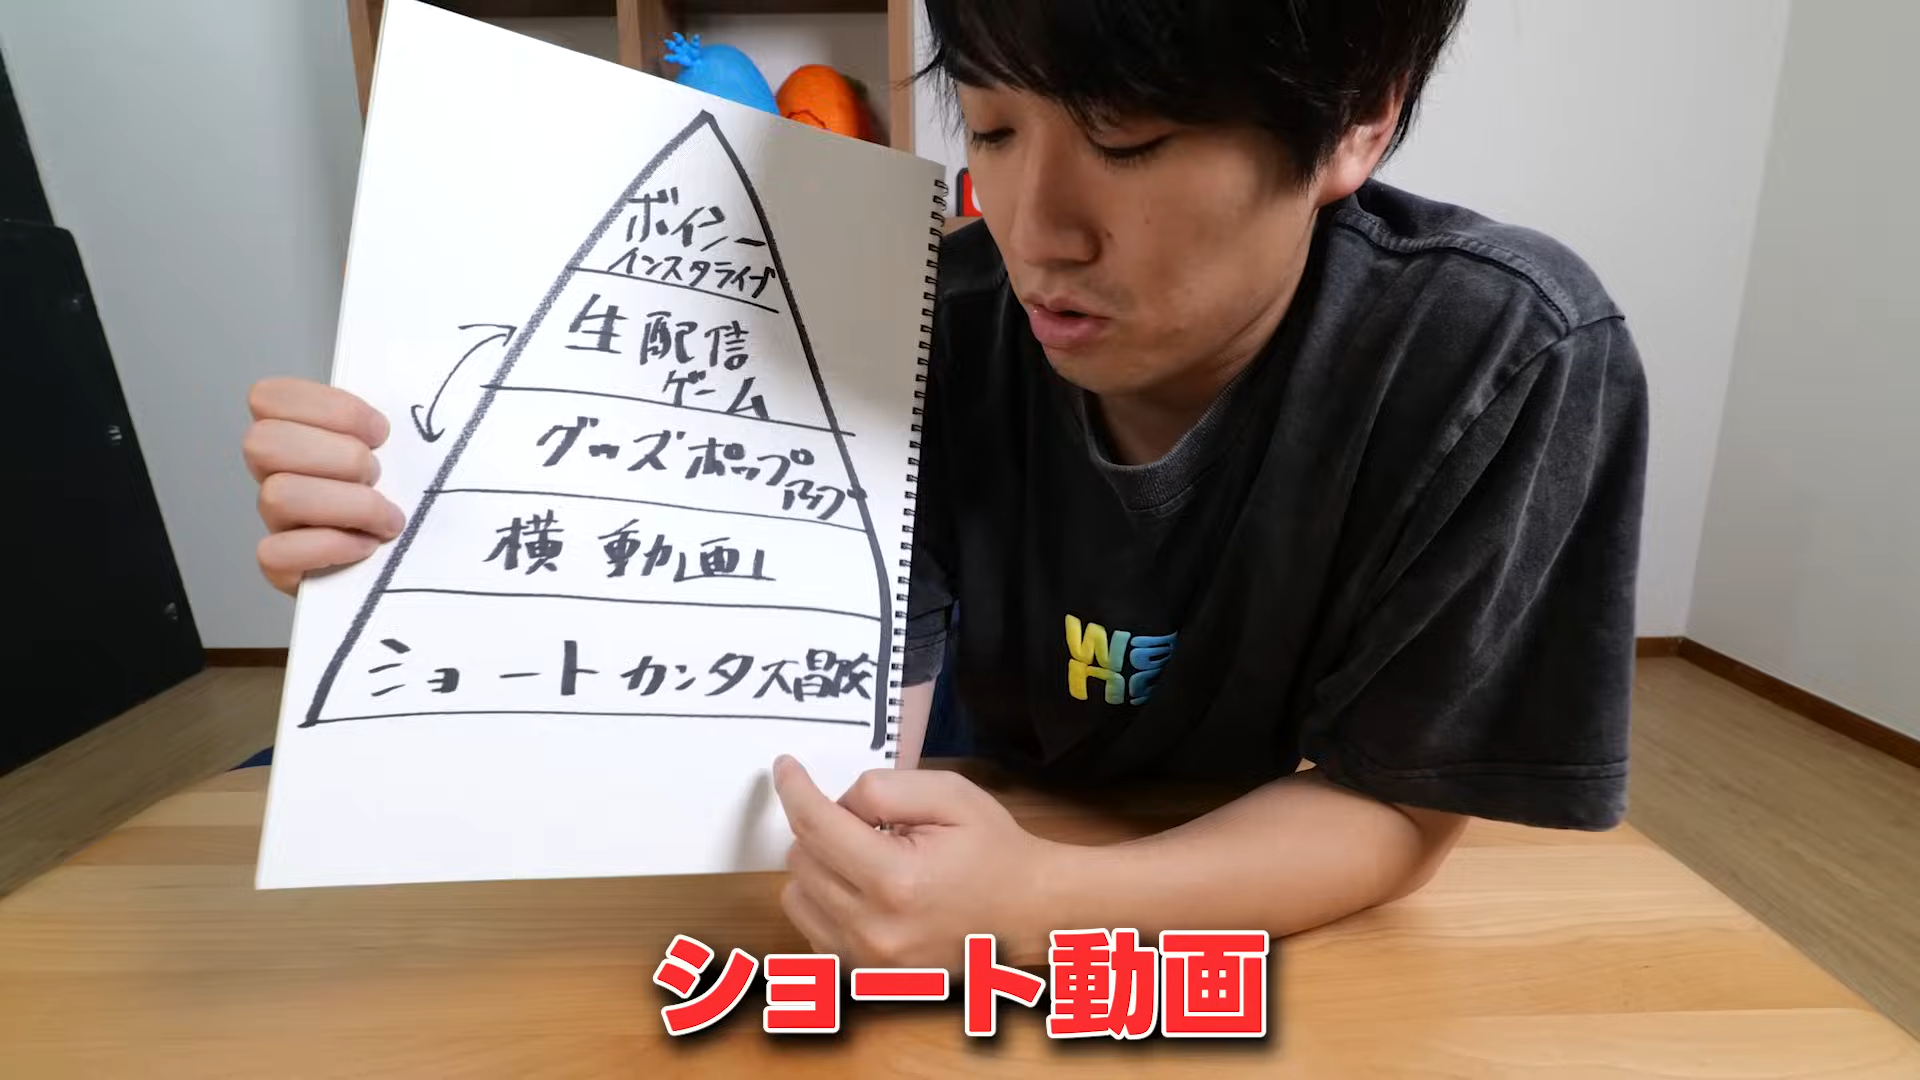 ボイシー
インスタライブ
生配信
ゲーム
グッズポップ
アップ
横動画
ショートカンタ大冒険
ショート動画